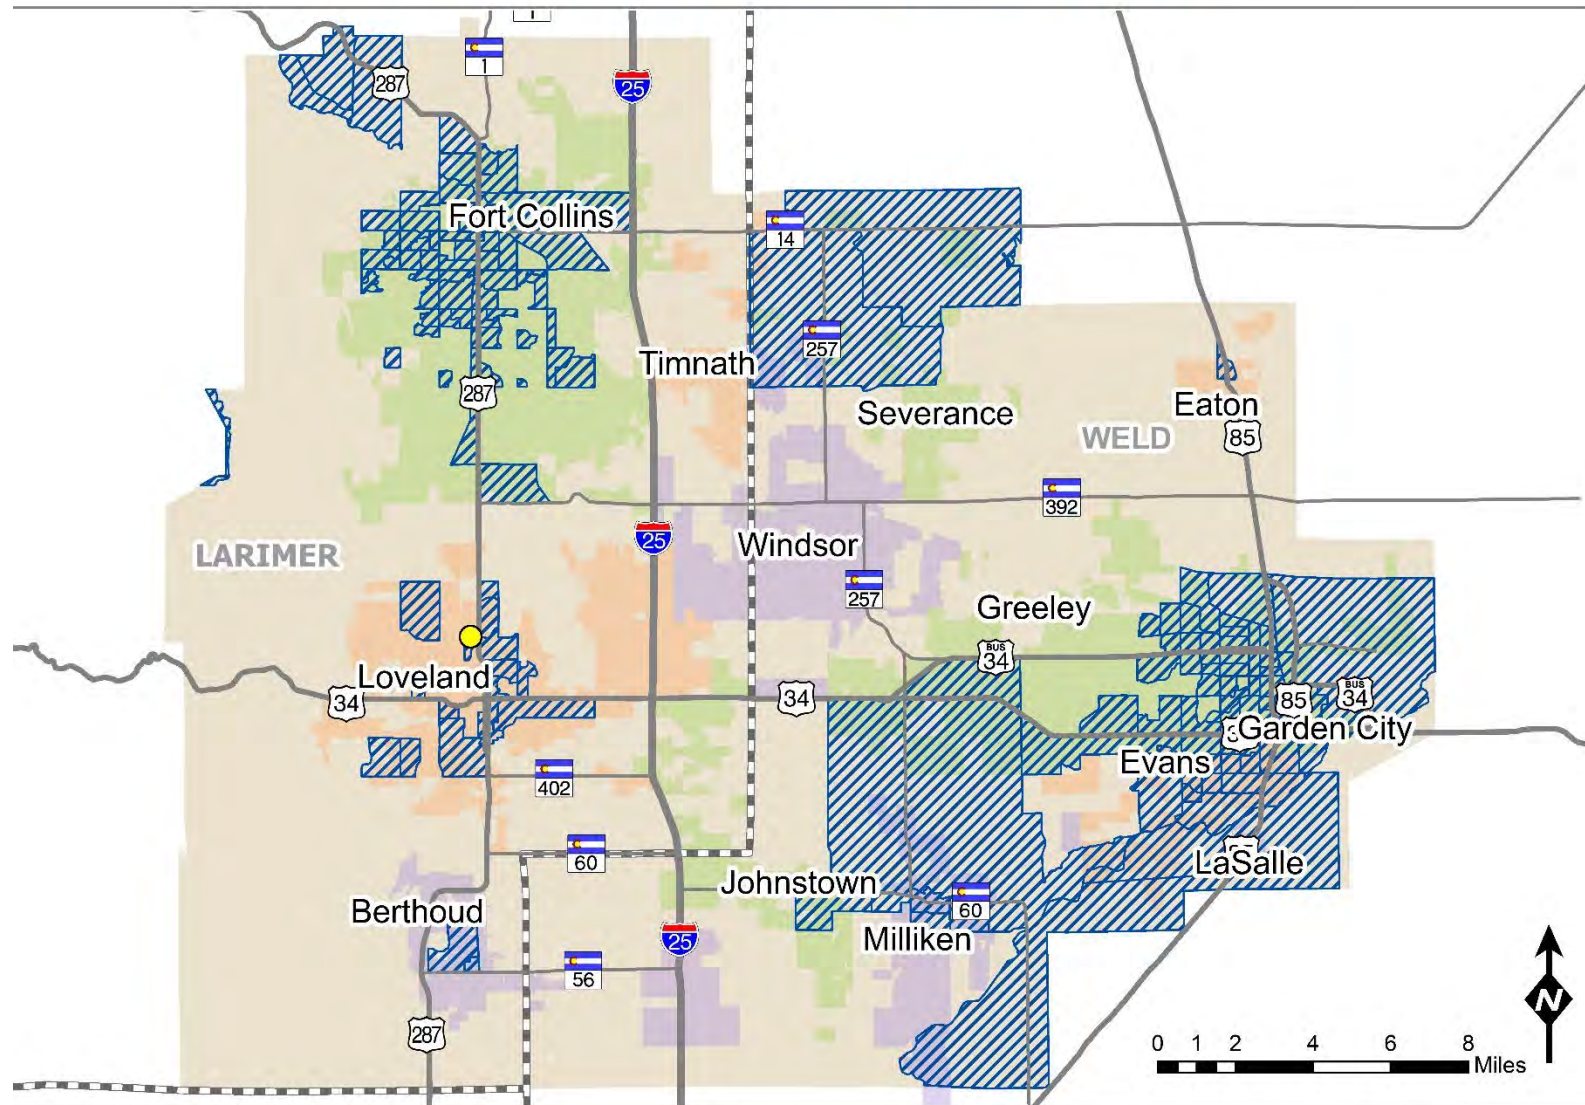 1
287
1
25
Fort Collins
14
257
Timnath
287
Severance
Eaton
WELD
85
392
LARIMER
25
Windsor
257
Greeley
BUS
34
Loveland
34
34
85
BUS
34
Garden City
Evans
402
60
LaSalle
Johnstown
60
Berthoud
Milliken
25
56
287
N
0 1 2 4 6 8
Miles